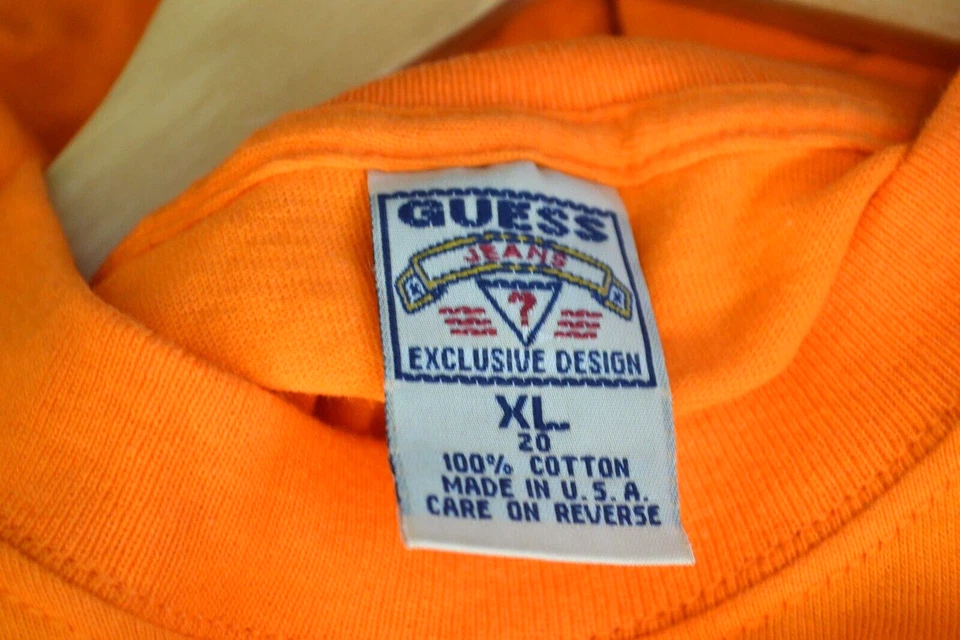 GUESS
JEANS
?
EXCLUSIVE DESIGN
XL
20
100% COTTON
MADE IN U.S.A.
CARE ON REVERSE